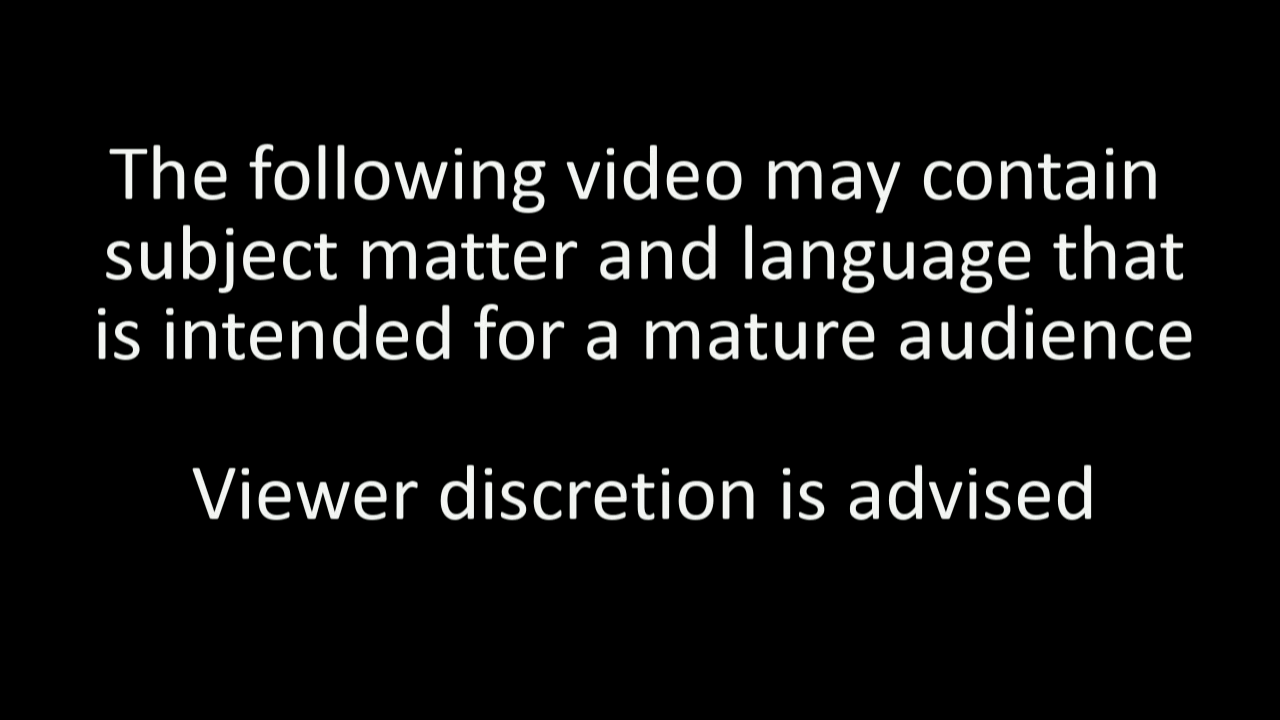 The following video may contain
subject matter and language that
is intended for a mature audience
Viewer discretion is advised